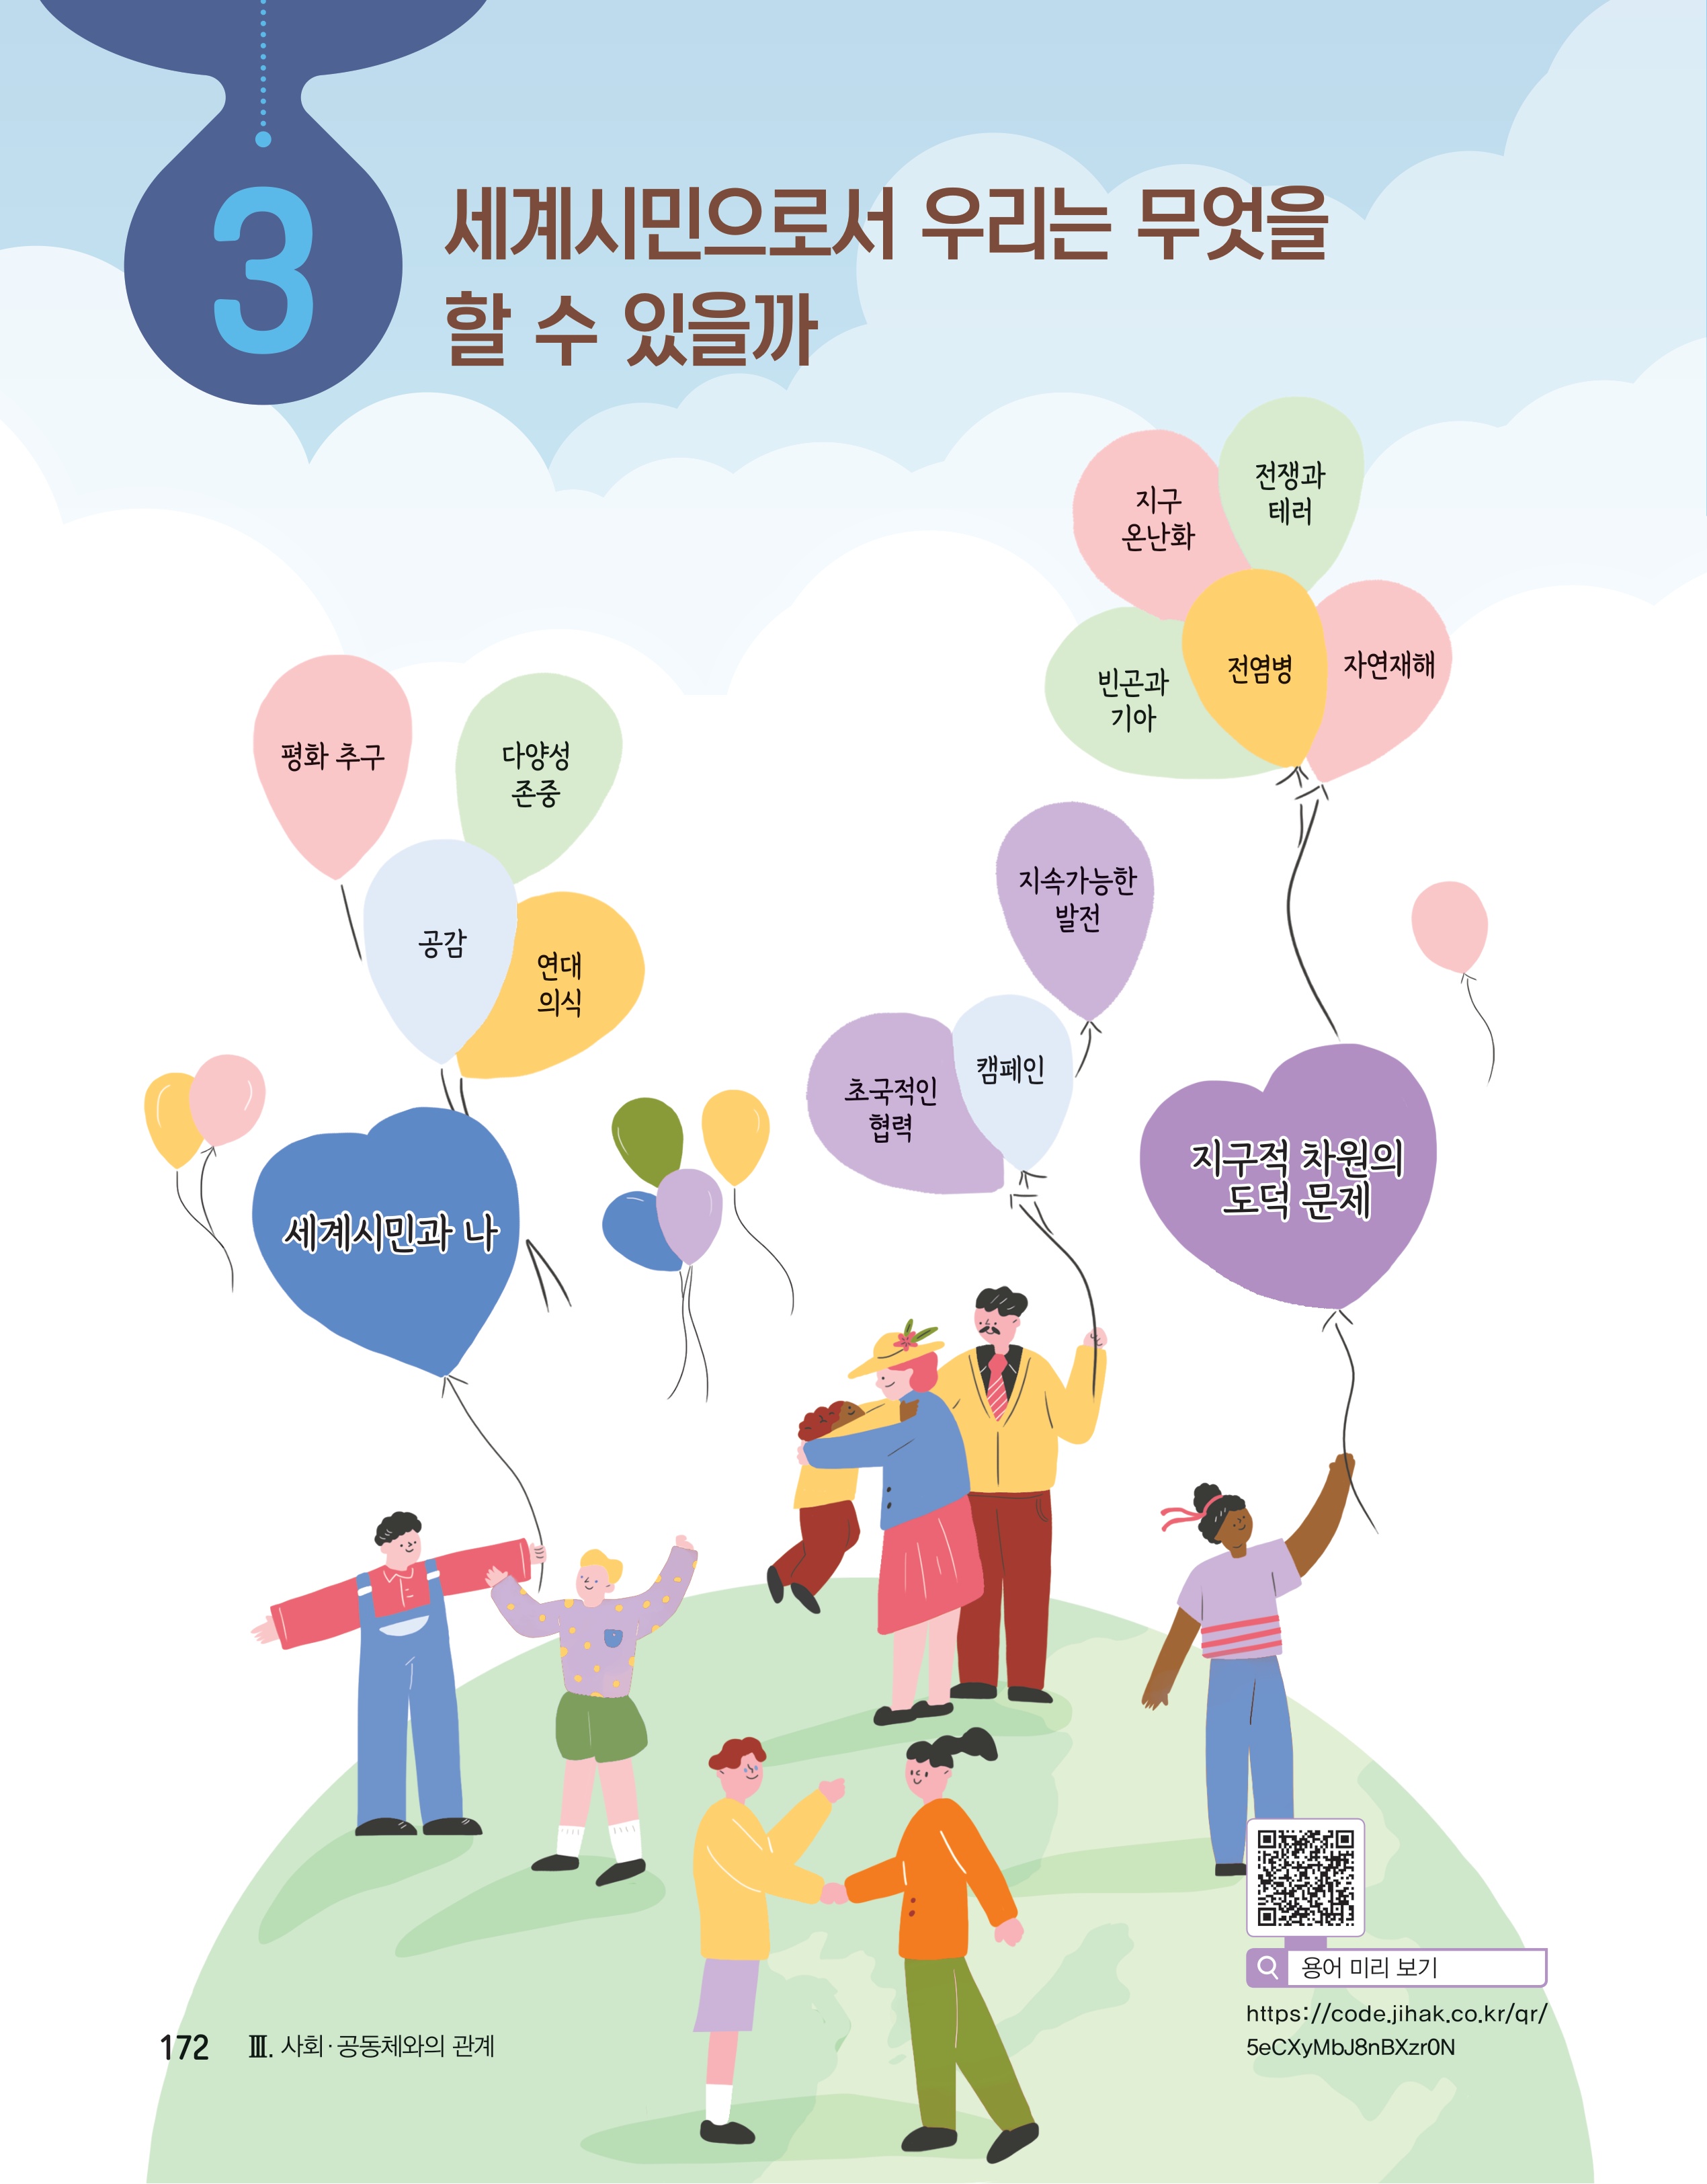 3
세계시민으로서 우리는 무엇을
할 수 있을까
지구
온난화
전쟁과
테러
빈곤과
기아
전염병
자연재해
평화 추구
다양성
존중
공감
연대
의식
지속가능한
발전
초국적인
협력
캠페인
세계시민과 나
지구적 차원의
도덕 문제
용어 미리 보기
https://code.jihak.co.kr/qr/
5eCXyMbJ8nBXzr0N
172 Ⅲ. 사회·공동체와의 관계